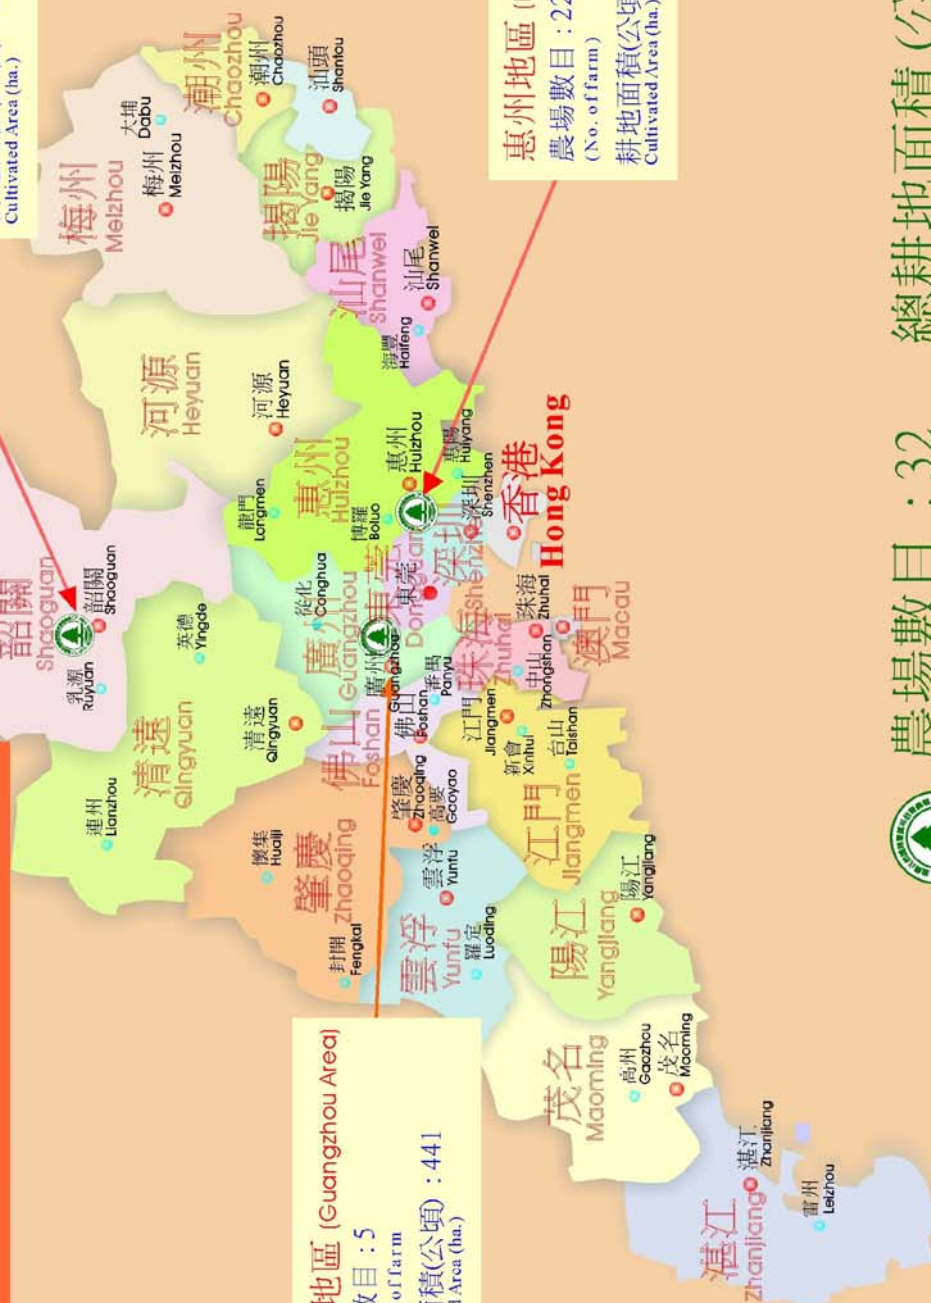 Cultivated Area (ha.)
韶關
Shaoguan
乳源
Ruyuan
韶關
Shaoguan
梅州
Meizhou
大埔
Dabu
梅州
Meizhou
連州
Lianzhou
清遠
Qingyuan
英德
Yingde
清遠
Qingyuan
河源
Heyuan
河源
Heyuan
潮州
Chaozhou
潮州
Chaozhou
汕頭
Shantou
揭陽
Jie Yang
揭陽
Jie Yang
懷集
Huaiji
肇慶
zhaoqing
封開
Fengkai
肇慶
Zhaoqing
高要
Gaoyao
佛山
Foshan
佛山
Foshan
廣州
Guangzhou
從化
Conghua
廣州
Guangzhou
番禺
Panyu
龍門
Longmen
惠州
Huizhou
博羅
Boluo
惠州
Huizhou
惠陽
Huiyang
汕尾
Shanwei
汕尾
Shanwei
海豐
Haifeng
東莞
東莞
深圳
Shenzhen
深圳
Shenzhen
地區 (Guangzhou Area)
數目 : 5
of farm
面積(公頃) : 441
Area (ha.)
雲浮
Yunfu
雲浮
Yunfu
羅定
Luoding
江門
Jiangmen
新會
Xinhui
台山
Taishan
江門
Jiangmen
珠海
Zhuhai
珠海
Zhuhai
中山
Zhongshan
香港
Hong Kong
澳門
Macau
惠州地區
農場數目 : 22
(No. of farm)
耕地面積(公頃
Cultivated Area (ha.)
陽江
Yangjiang
陽江
Yangjiang
茂名
Maoming
高州
Gaozhou
茂名
Maoming
湛江
zhanjiang
湛江
Zhanjiang
雷州
Leizhou
農場數目 : 32 總耕地面積 (公